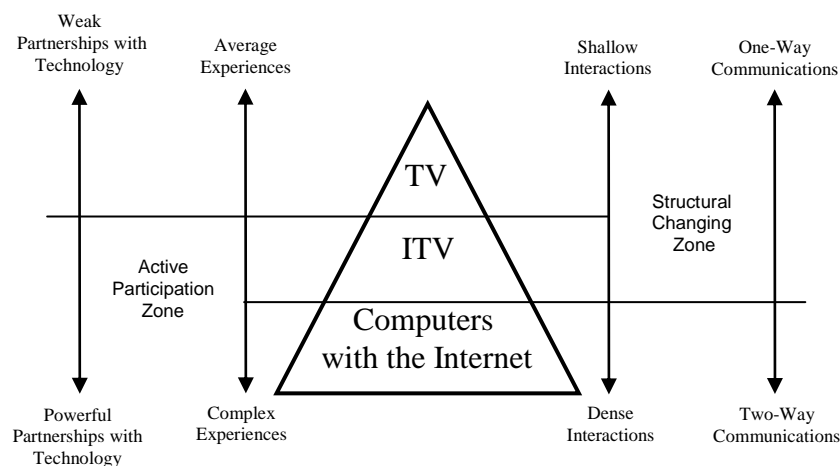 Weak
Partnerships with
Technology
Average
Experiences
Shallow
Interactions
One-Way
Communications
TV
Structural
Changing
Zone
ITV
Active
Participation
Zone
Computers
with the Internet
Powerful
Partnerships with
Technology
Complex
Experiences
Dense
Interactions
Two-Way
Communications